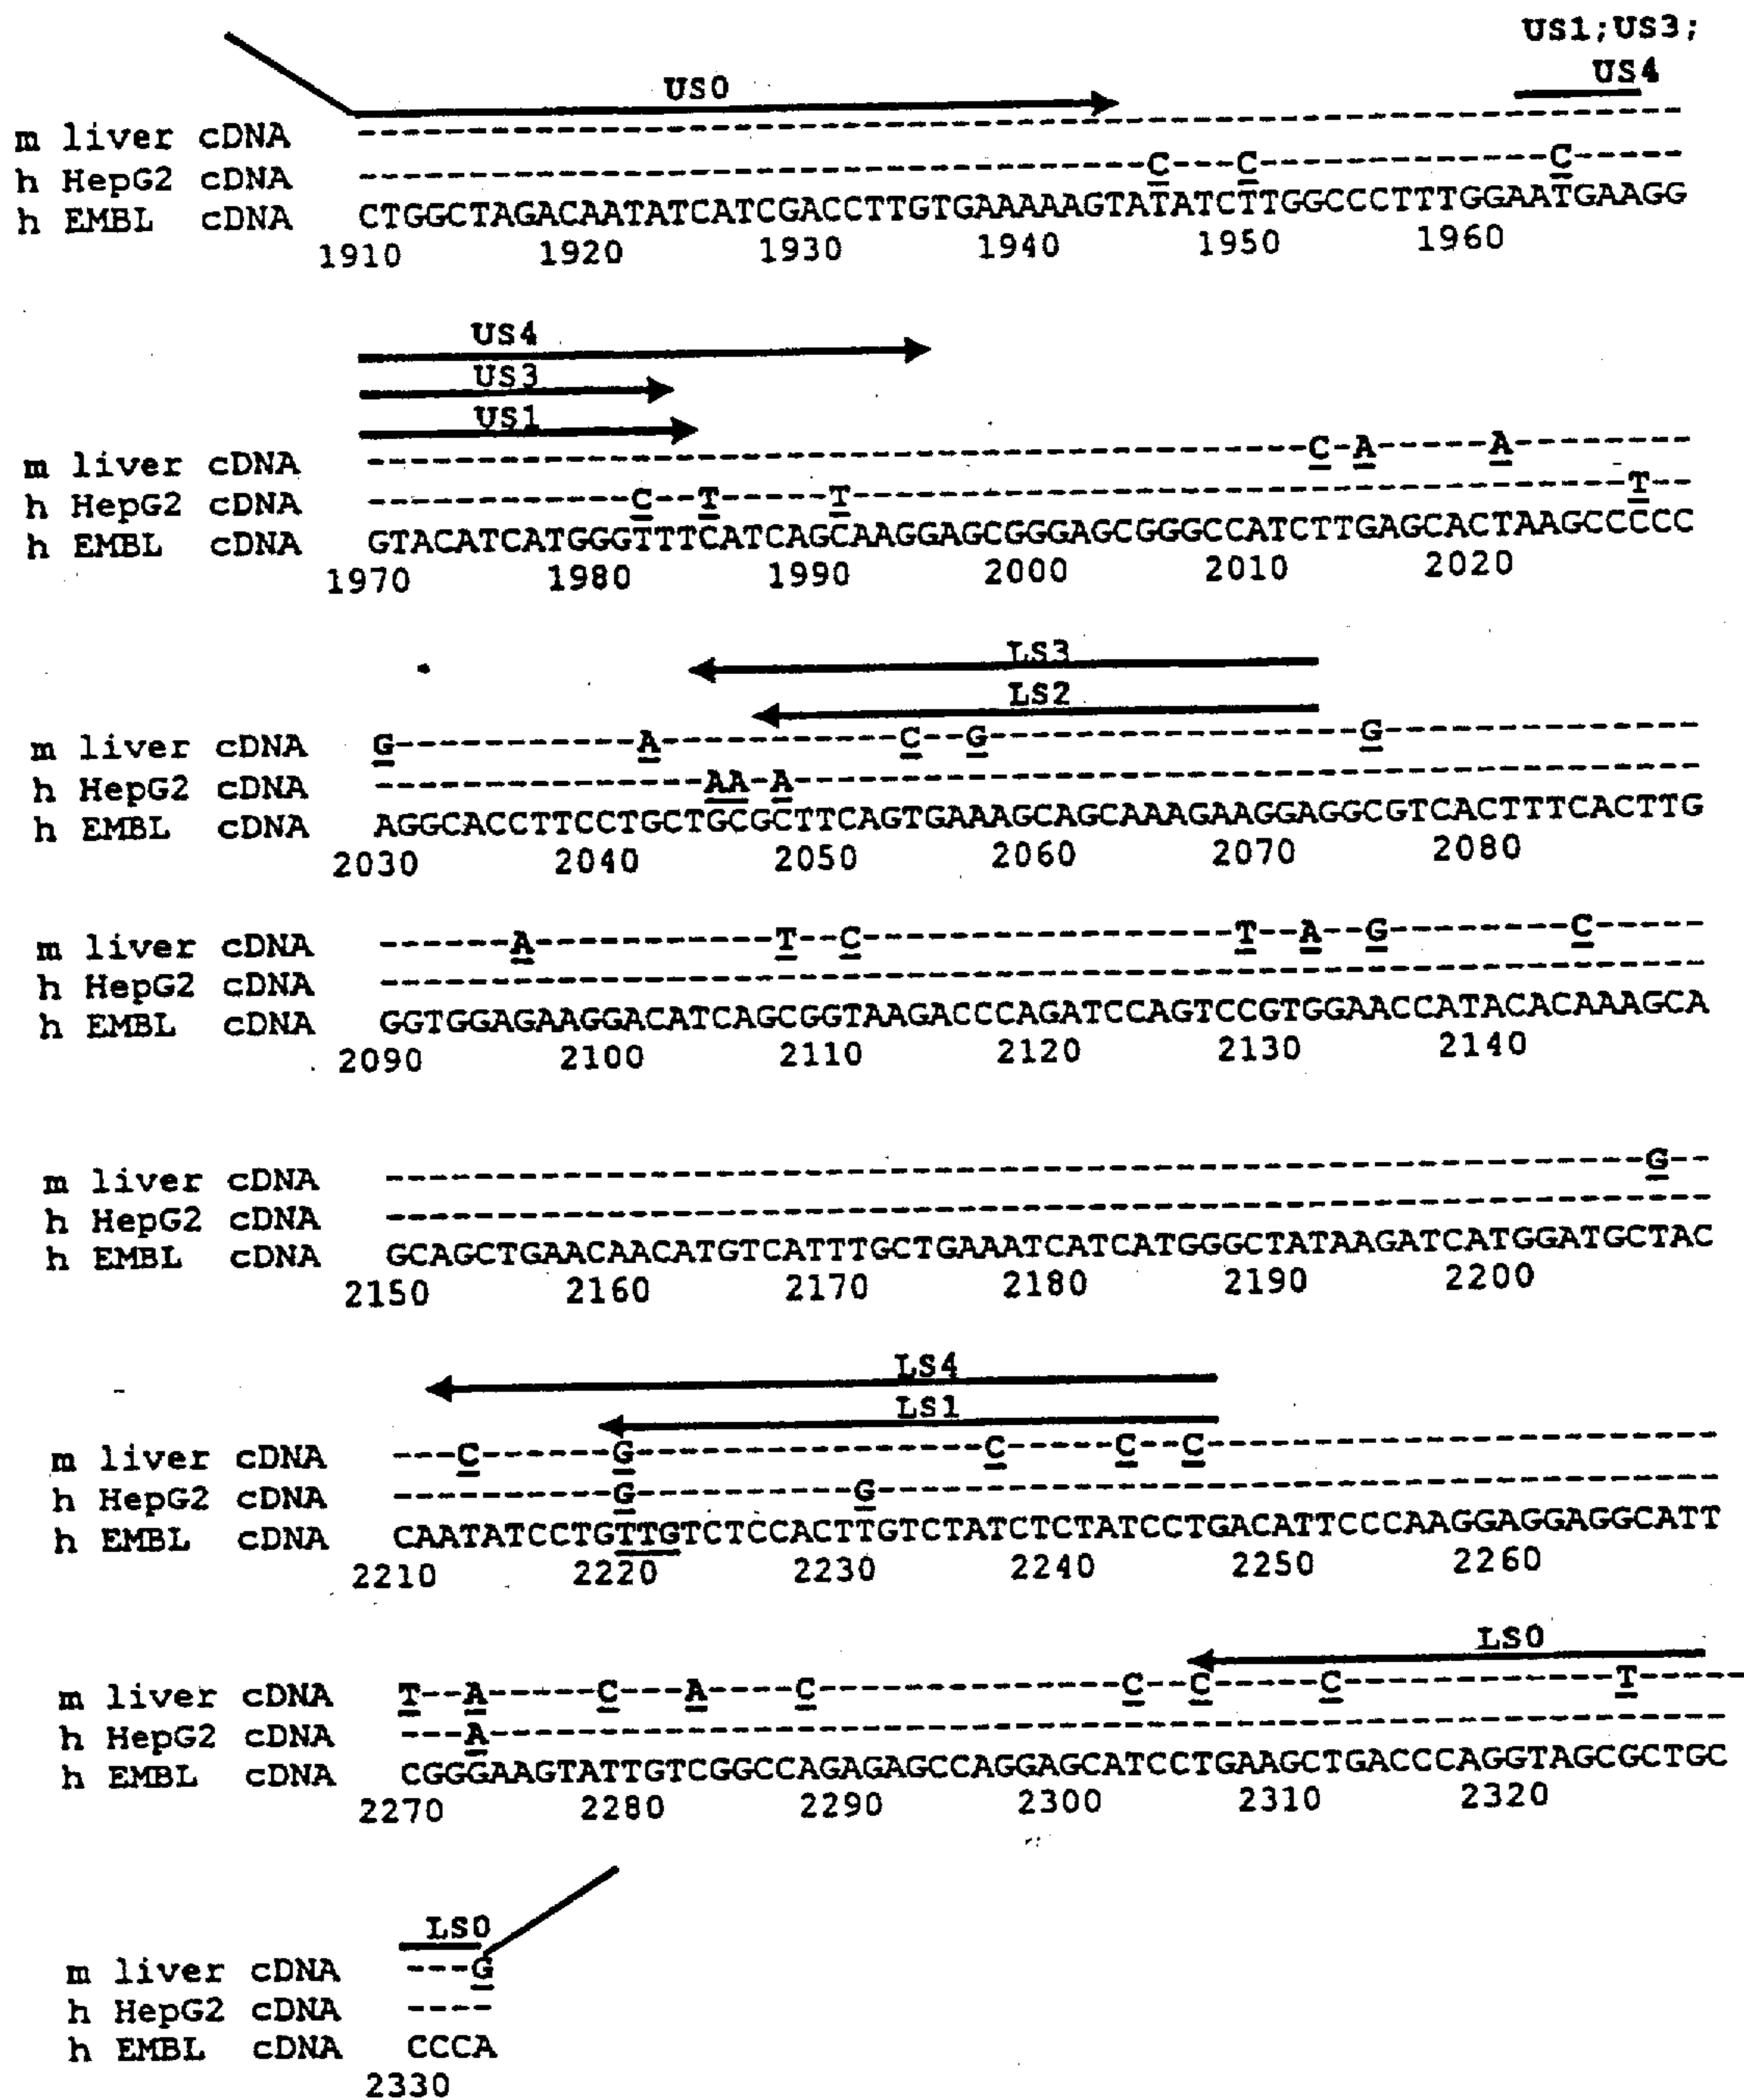 US1;US3;
US0 US4
m liver cDNA ------------------------------------------------------------
h HepG2 cDNA ------------------------------------C---C-------------C-----
h EMBL cDNA CTGGCTAGACAATATCATCGACCTTGTGAAAAAGTATATCTTGGCCCTTTGGAATGAAGG
1910 1920 1930 1940 1950 1960
US4
US3
US1
m liver cDNA -------------------------------------------C-A-----A--------
h HepG2 cDNA ------------C--T-----T-----------------------------------T--
h EMBL cDNA GTACATCATGGGTTTCATCAGCAAGGAGCGGGAGCGGGCCATCTTGAGCACTAAGCCCCC
1970 1980 1990 2000 2010 2020
LS3
LS2
m liver cDNA G-----------A-----------C--G-----------------G--------------
h HepG2 cDNA ---------------AA-A-----------------------------------------
h EMBL cDNA AGGCACCTTCCTGCTGCGCTTCAGTGAAAGCAGCAAAGAAGGAGGCGTCACTTTCACTTG
2030 2040 2050 2060 2070 2080
m liver cDNA ------A-----------T--C-----------------T--A--G--------C-----
h HepG2 cDNA ------------------------------------------------------------
h EMBL cDNA GGTGGAGAAGGACATCAGCGGTAAGACCCAGATCCAGTCCGTGGAACCATACACAAAGCA
2090 2100 2110 2120 2130 2140
m liver cDNA ---------------------------------------------------------G--
h HepG2 cDNA ------------------------------------------------------------
h EMBL cDNA GCAGCTGAACAACATGTCATTTGCTGAAATCATCATGGGCTATAAGATCATGGATGCTAC
2150 2160 2170 2180 2190 2200
LS4
LS1
m liver cDNA ---C------G----------------C-----C--C-----------------------
h HepG2 cDNA ----------G----------G--------------------------------------
h EMBL cDNA CAATATCCTGTTGTCTCCACTTGTCTATCTCTATCCTGACATTCCCAAGGAGGAGGCATT
2210 2220 2230 2240 2250 2260
LS0
m liver cDNA T--A-----C---A----C--------------C--C-----C------------T-----
h HepG2 cDNA ---A--------------------------------------------------------
h EMBL cDNA CGGGAAGTATTGTCGGCCAGAGAGCCAGGAGCATCCTGAAGCTGACCCAGGTAGCGCTGC
2270 2280 2290 2300 2310 2320
LS0
m liver cDNA ---G
h HepG2 cDNA ----
h EMBL cDNA CCCA
2330